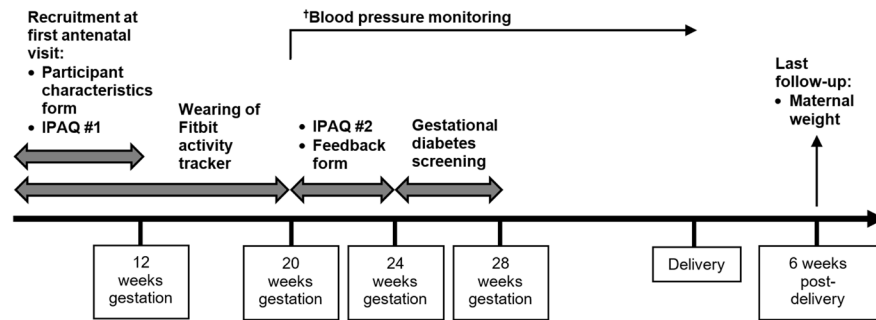 Recruitment at
first antenatal
visit:
• Participant
characteristics
form
• IPAQ #1
Wearing of
Fitbit
activity
tracker
†Blood pressure monitoring
• IPAQ #2
• Feedback
form
Gestational
diabetes
screening
Last
follow-up:
• Maternal
weight
12
weeks
gestation
20
weeks
gestation
24
weeks
gestation
28
weeks
gestation
Delivery
6 weeks
post-
delivery